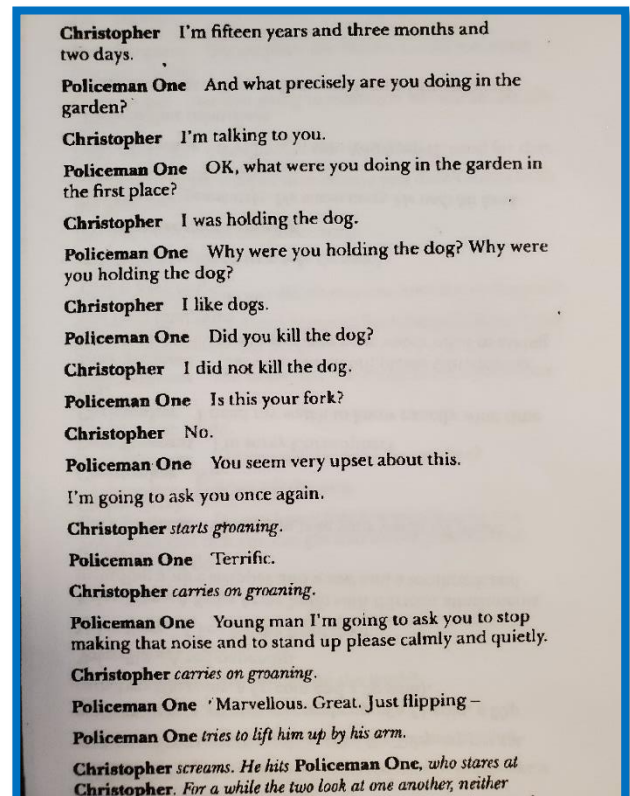 Christopher I'm fifteen years and three months and
two days.
Policeman One And what precisely are you doing in the
garden?
Christopher I'm talking to you.
Policeman One OK, what were you doing in the garden in
the first place?
Christopher I was holding the dog.
Policeman One Why were you holding the dog? Why were
you holding the dog?
Christopher I like dogs.
Policeman One Did you kill the dog?
Christopher I did not kill the dog.
Policeman One Is this your fork?
Christopher No.
Policeman One You seem very upset about this.
I'm going to ask you once again.
Christopher starts groaning.
Policeman One Terrific.
Christopher carries on groaning.
Policeman One Young man I'm going to ask you to stop
making that noise and to stand up please calmly and quietly.
Christopher carries on groaning.
Policeman One Marvellous. Great. Just flipping –
Policeman One tries to lift him up by his arm.
Christopher screams. He hits Policeman One, who stares at
Christopher. For a while the two look at one another, neither